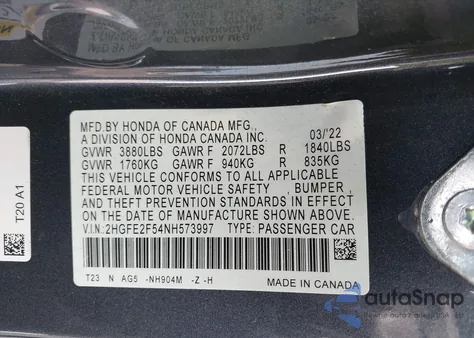 MFD.BY HONDA OF CANADA MFG.,
A DIVISION OF HONDA CANADA INC. 03/'22
GVWR 3880LBS GAWR F 2072LBS R 1840LBS
GVWR 1760KG GAWR F 940KG R 835KG
THIS VEHICLE CONFORMS TO ALL APPLICABLE
FEDERAL MOTOR VEHICLE SAFETY , BUMPER ,
AND THEFT PREVENTION STANDARDS IN EFFECT
ON THE DATE OF MANUFACTURE SHOWN ABOVE.
V.I.N:2HGFE2F54NH573997 TYPE: PASSENGER CAR
T23 N AG5 -NH904M -Z -H
MADE IN CANADA
T20 A1
autoSnap